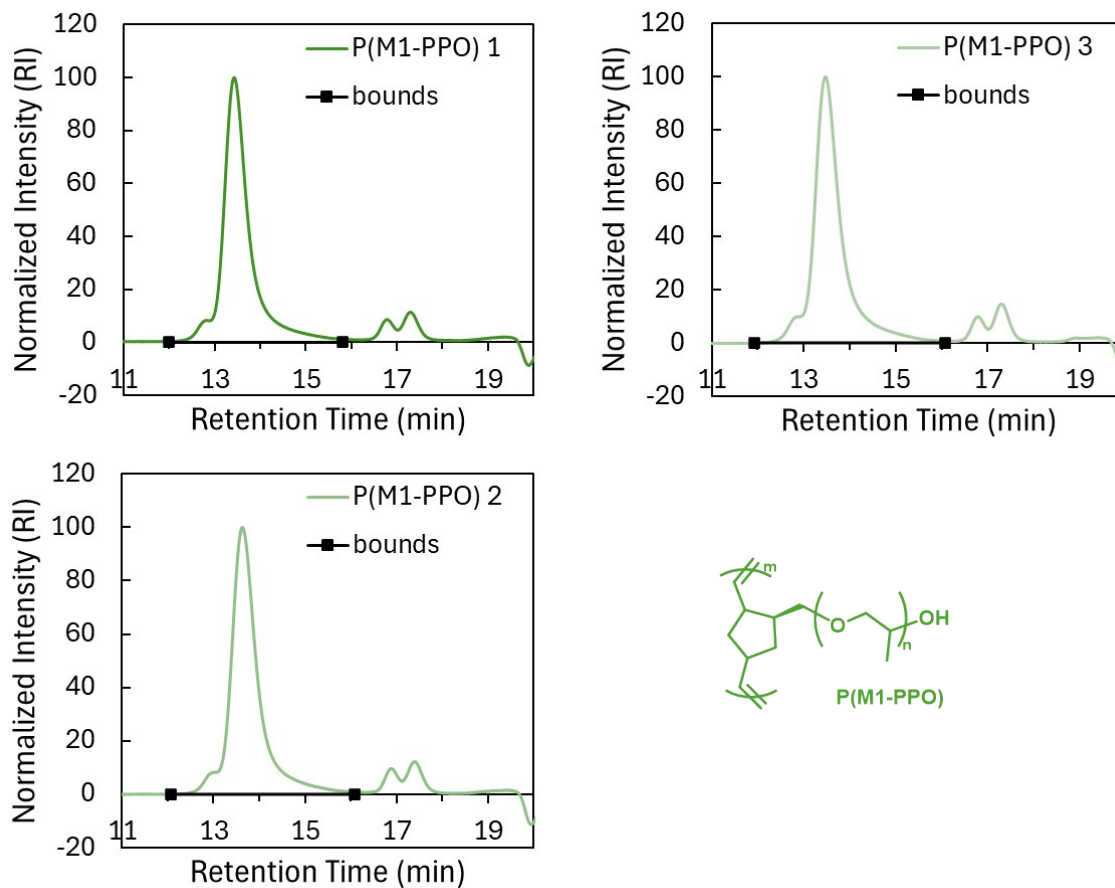 120
100
80
60
40
20
0
-20
Normalized Intensity (RI)
P(M1-PPO) 1
bounds
11 13 15 17 19
Retention Time (min)
120
100
80
60
40
20
0
-20
Normalized Intensity (RI)
P(M1-PPO) 3
bounds
11 13 15 17 19
Retention Time (min)
120
100
80
60
40
20
0
-20
Normalized Intensity (RI)
P(M1-PPO) 2
bounds
11 13 15 17 19
Retention Time (min)
m
O
n
OH
P(M1-PPO)